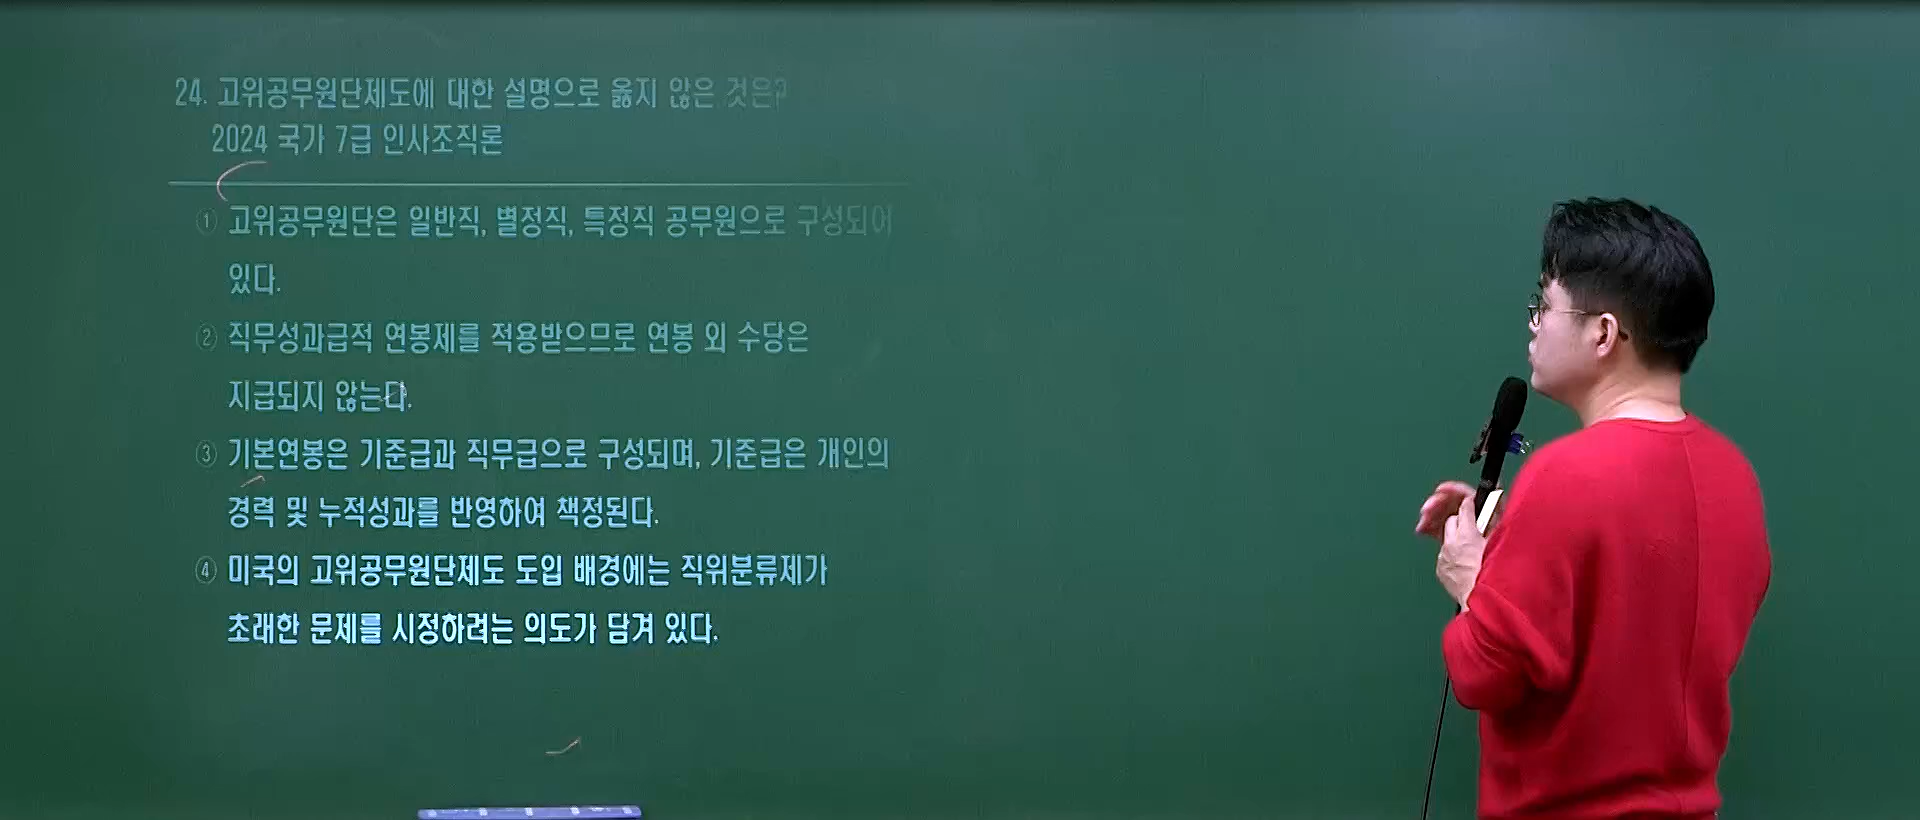 24. 고위공무원단제도에 대한 설명으로 옳지 않은 것은?
2024 국가 7급 인사조직론
① 고위공무원단은 일반직, 별정직, 특정직 공무원으로 구성되어
있다.
② 직무성과급적 연봉제를 적용받으므로 연봉 외 수당은
지급되지 않는다.
③ 기본연봉은 기준급과 직무급으로 구성되며, 기준급은 개인의
경력 및 누적성과를 반영하여 책정된다.
④ 미국의 고위공무원단제도 도입 배경에는 직위분류제가
초래한 문제를 시정하려는 의도가 담겨 있다.